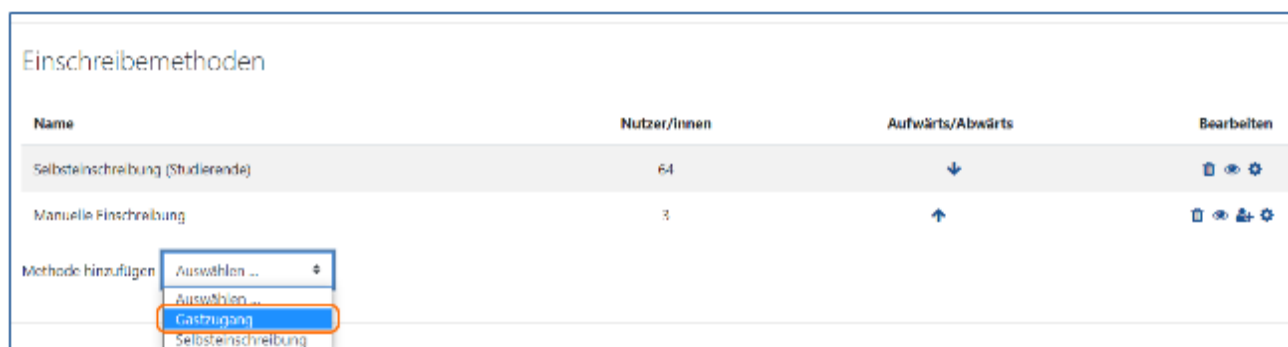 Einschreibemethoden
Name Nutzer/innen Aufwärts/Abwärts Bearbeiten
Selbsteinschreibung (Studierende) 64
Manuelle Einschreibung 3
Methode hinzufügen Auswählen ...
Auswählen ...
Gastzugang
Selbsteinschreibung